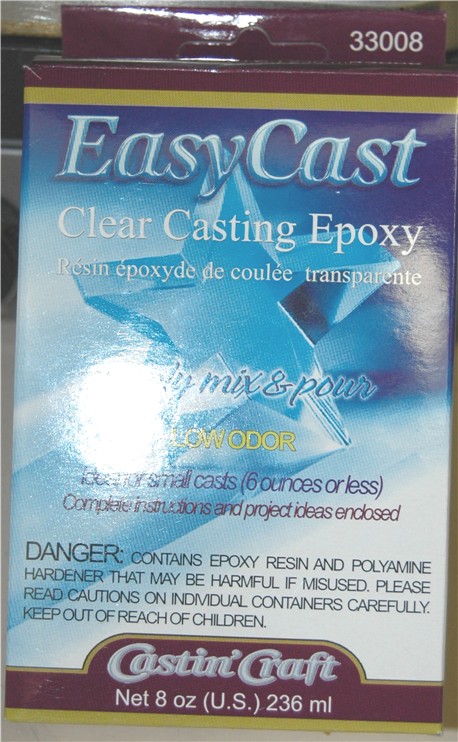 33008
EasyCast
Clear Casting Epoxy
Résin époxyde de coulée transparente
mix & pour
LOW ODOR
Ideal for small casts (6 ounces or less)
Complete instructions and project ideas enclosed
DANGER: CONTAINS EPOXY RESIN AND POLYAMINE
HARDENER THAT MAY BE HARMFUL IF MISUSED. PLEASE
READ CAUTIONS ON INDIVIDUAL CONTAINERS CAREFULLY.
KEEP OUT OF REACH OF CHILDREN.
Castin' Craft
Net 8 oz (U.S.) 236 ml